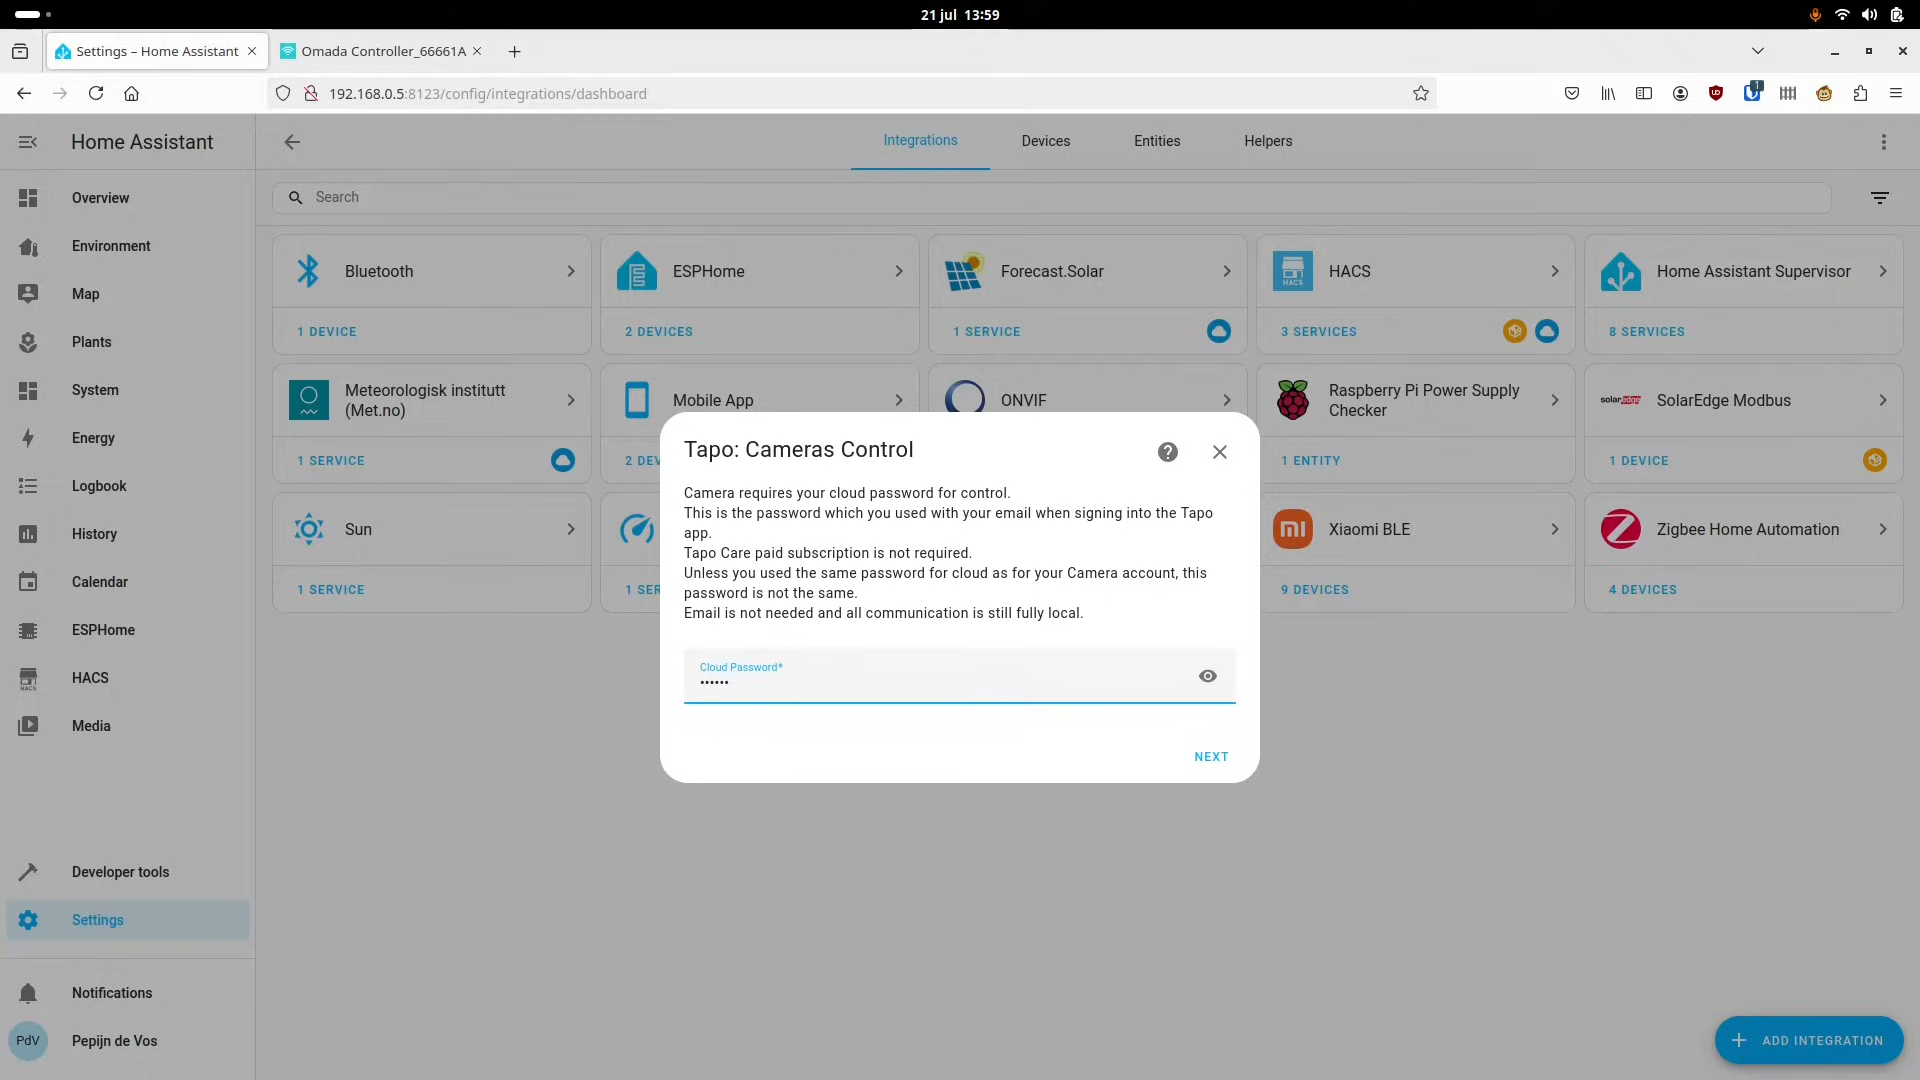 21 jul 13:59
Settings – Home Assistant
Omada Controller_66661A
192.168.0.5:8123/config/integrations/dashboard
1
Home Assistant
Integrations
Devices
Entities
Helpers
Search
Overview
Environment
Map
Plants
System
Energy
Logbook
History
Calendar
ESPHome
HACS
HACS
Media
Developer tools
Settings
Notifications
PdV
Pepijn de Vos
Bluetooth
1 DEVICE
ESPHome
2 DEVICES
Forecast.Solar
1 SERVICE
HACS
HACS
3 SERVICES
Home Assistant Supervisor
8 SERVICES
Meteorologisk institutt
(Met.no)
1 SERVICE
Mobile App
2 DEV
ONVIF
Raspberry Pi Power Supply
Checker
1 ENTITY
solaredge
SolarEdge Modbus
1 DEVICE
Sun
1 SERVICE
1 SER
mi
Xiaomi BLE
9 DEVICES
Zigbee Home Automation
4 DEVICES
Tapo: Cameras Control
Camera requires your cloud password for control.
This is the password which you used with your email when signing into the Tapo
app.
Tapo Care paid subscription is not required.
Unless you used the same password for cloud as for your Camera account, this
password is not the same.
Email is not needed and all communication is still fully local.
Cloud Password*
••••••
NEXT
ADD INTEGRATION